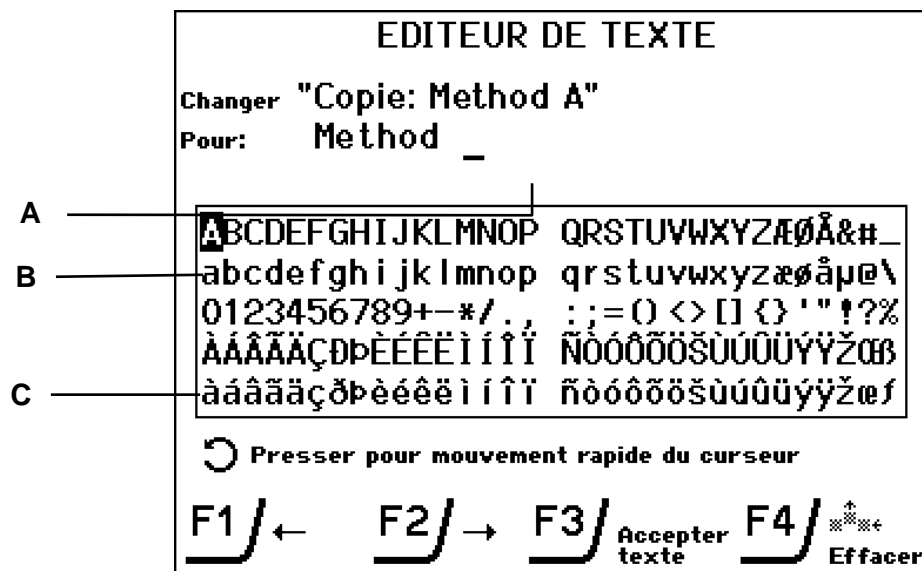 EDITEUR DE TEXTE
Changer "Copie: Method A"
Pour: Method _
A
ABCDEFGHIJKLMNOP QRSTUVWXYZÆØÅ&#_
B
abcdefghijklmnop qrstuvwxyzæøåµ@\
0123456789+-*/., :;=()<>[]{}'"!?%
ÀÁÂÃÄÇÐÞÈÉÊËÌÍÎÏ ÑÒÓÔÕÖŠÙÚÛÜÝŸŽŒß
C
àáâãäçðÞèéêëìíîï ñòóôõöšùúûüýÿžœƒ
Presser pour mouvement rapide du curseur
F1 ← F2 → F3 Accepter texte F4 Effacer